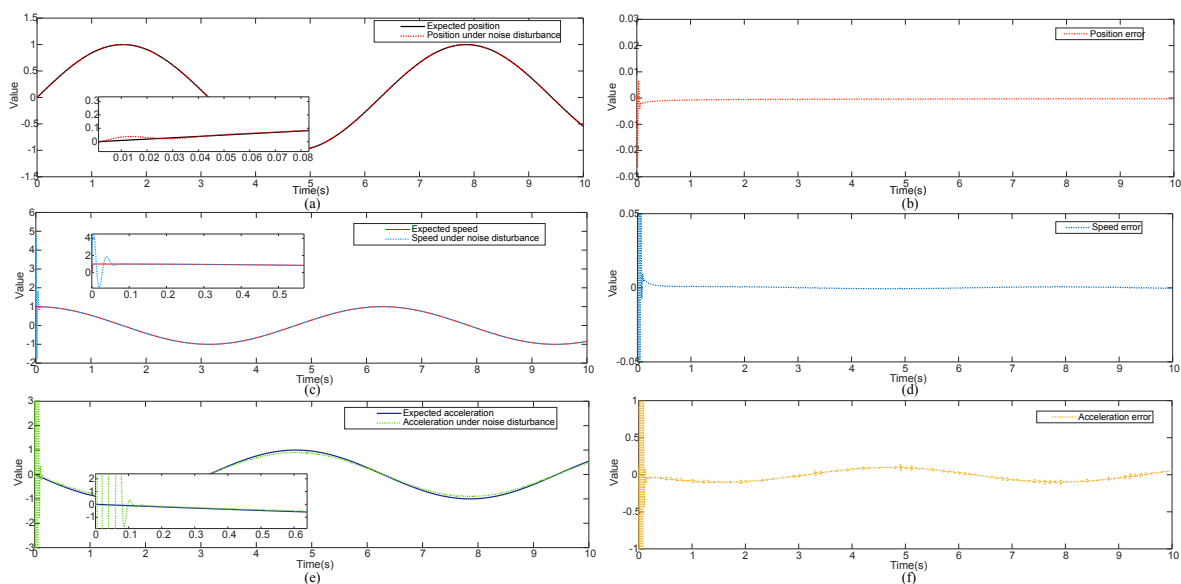 1.5
1
0.5
0
-0.5
-1
-1.5
Value
Expected position
Position under noise disturbance
0.3
0.2
0.1
0
0.01 0.02 0.03 0.04 0.05 0.06 0.07 0.08
0 1 2 3 4 5 6 7 8 9 10
Time(s)
(a)
0.03
0.02
0.01
0
-0.01
-0.02
-0.03
Value
Position error
0 1 2 3 4 5 6 7 8 9 10
Time(s)
(b)
6
5
4
3
2
1
0
-1
2
Value
Expected speed
Speed under noise disturbance
4
2
0
0 0.1 0.2 0.3 0.4 0.5
0 1 2 3 4 5 6 7 8 9 10
Time(s)
(c)
0.05
0
-0.05
Value
Speed error
0 1 2 3 4 5 6 7 8 9 10
Time(s)
(d)
3
2
1
0
-1
-2
-3
Value
Expected acceleration
Acceleration under noise disturbance
2
1
0
-1
0 0.1 0.2 0.3 0.4 0.5 0.6
0 1 2 3 4 5 6 7 8 9 10
Time(s)
(e)
1
0.5
0
-0.5
-1
Value
Acceleration error
0 1 2 3 4 5 6 7 8 9 10
Time(s)
(f)